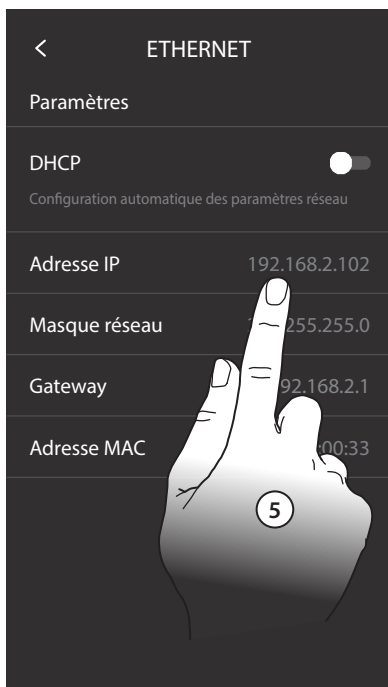 < ETHERNET
Paramètres
DHCP
Configuration automatique des paramètres réseau
Adresse IP 192.168.2.102
Masque réseau 255.255.0
Gateway 92.168.2.1
Adresse MAC :00:33
5